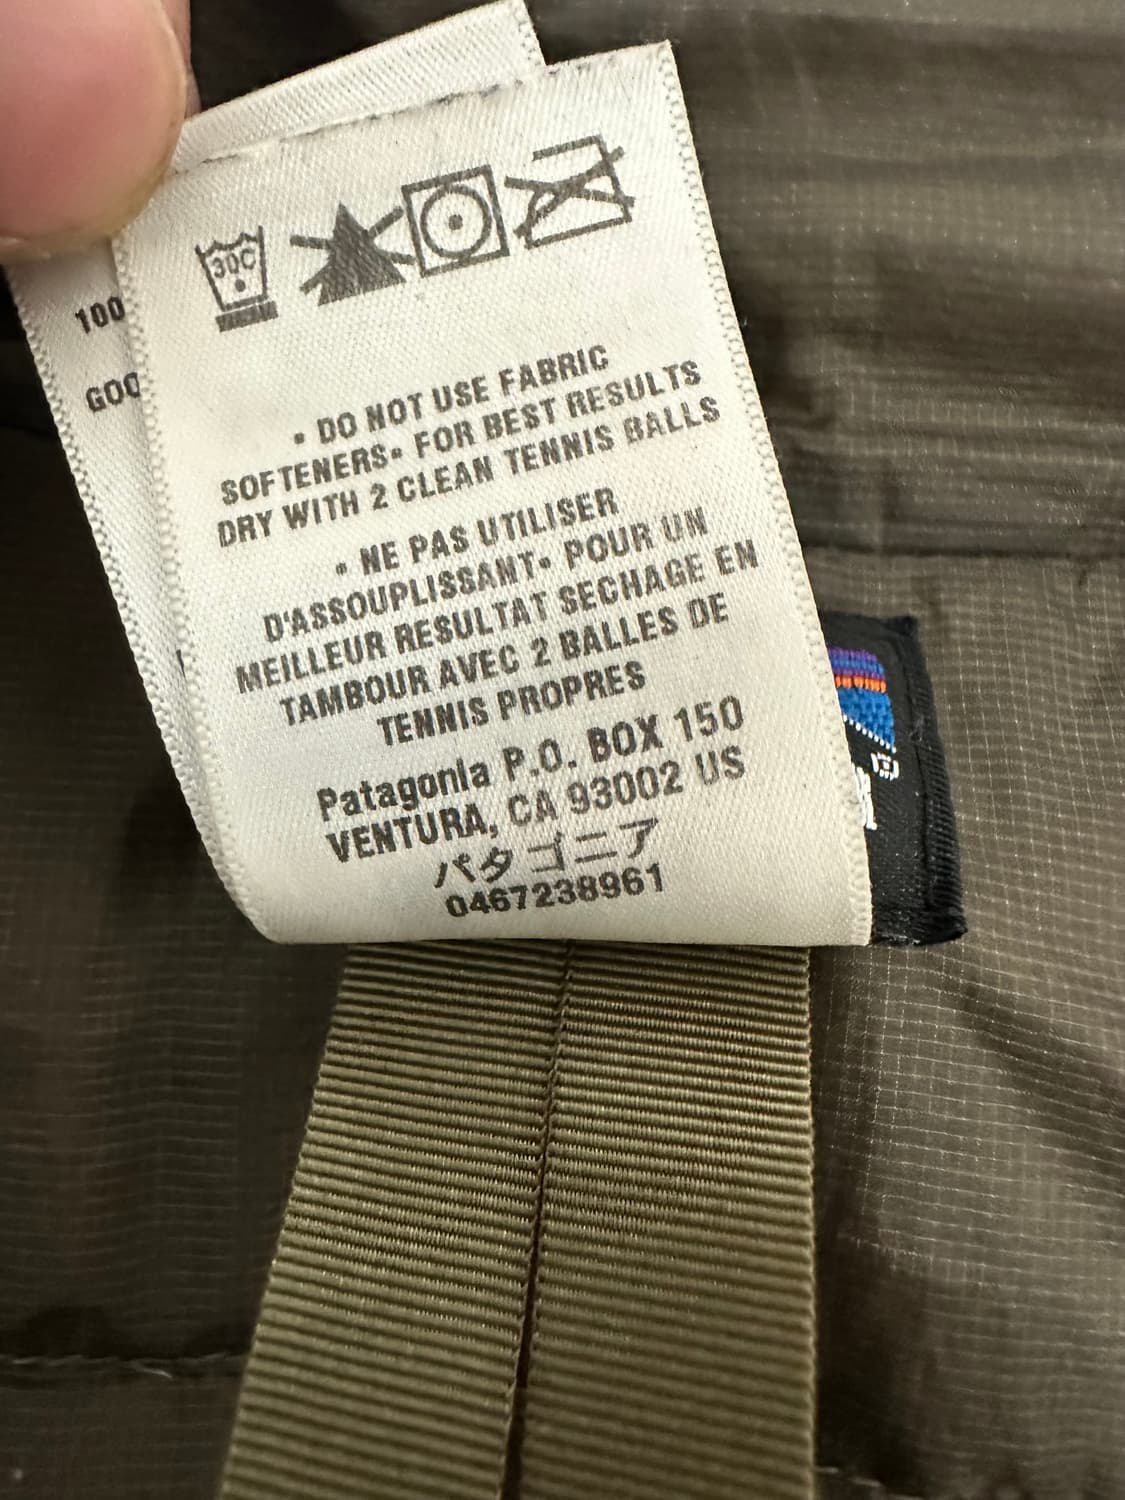 30C
100
GOO
• DO NOT USE FABRIC
SOFTENERS• FOR BEST RESULTS
DRY WITH 2 CLEAN TENNIS BALLS
• NE PAS UTILISER
D'ASSOUPLISSANT• POUR UN
MEILLEUR RESULTAT SECHAGE EN
TAMBOUR AVEC 2 BALLES DE
TENNIS PROPRES
Patagonia P.O. BOX 150
VENTURA, CA 93002 US
パタゴニア
0467238961